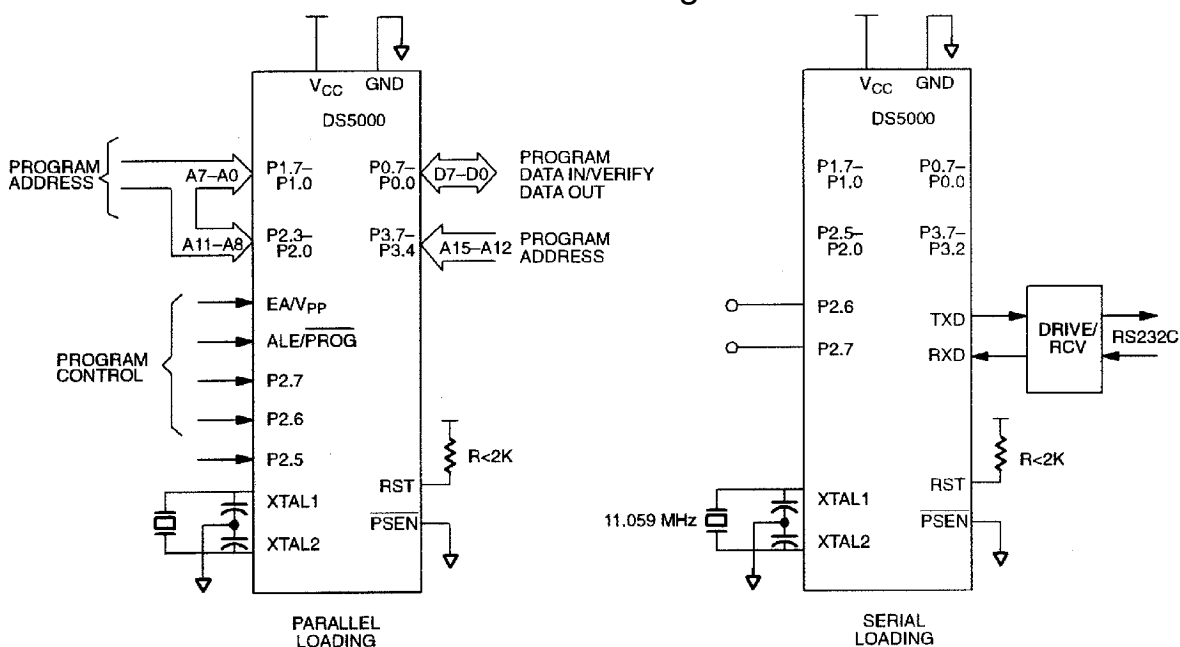 V_CC GND
DS5000
PROGRAM
ADDRESS
A7–A0
P1.7–
P1.0
P0.7–
P0.0
D7–D0
PROGRAM
DATA IN/VERIFY
DATA OUT
A11–A8
P2.3–
P2.0
P3.7–
P3.4
A15–A12
PROGRAM
ADDRESS
PROGRAM
CONTROL
EA/V_PP
ALE/PROG
P2.7
P2.6
P2.5
R<2K
RST
XTAL1
PSEN
XTAL2
PARALLEL
LOADING
V_CC GND
DS5000
P1.7–
P1.0
P0.7–
P0.0
P2.5–
P2.0
P3.7–
P3.2
P2.6
P2.7
TXD
RXD
DRIVE/
RCV
RS232C
R<2K
RST
XTAL1
11.059 MHz
PSEN
XTAL2
SERIAL
LOADING